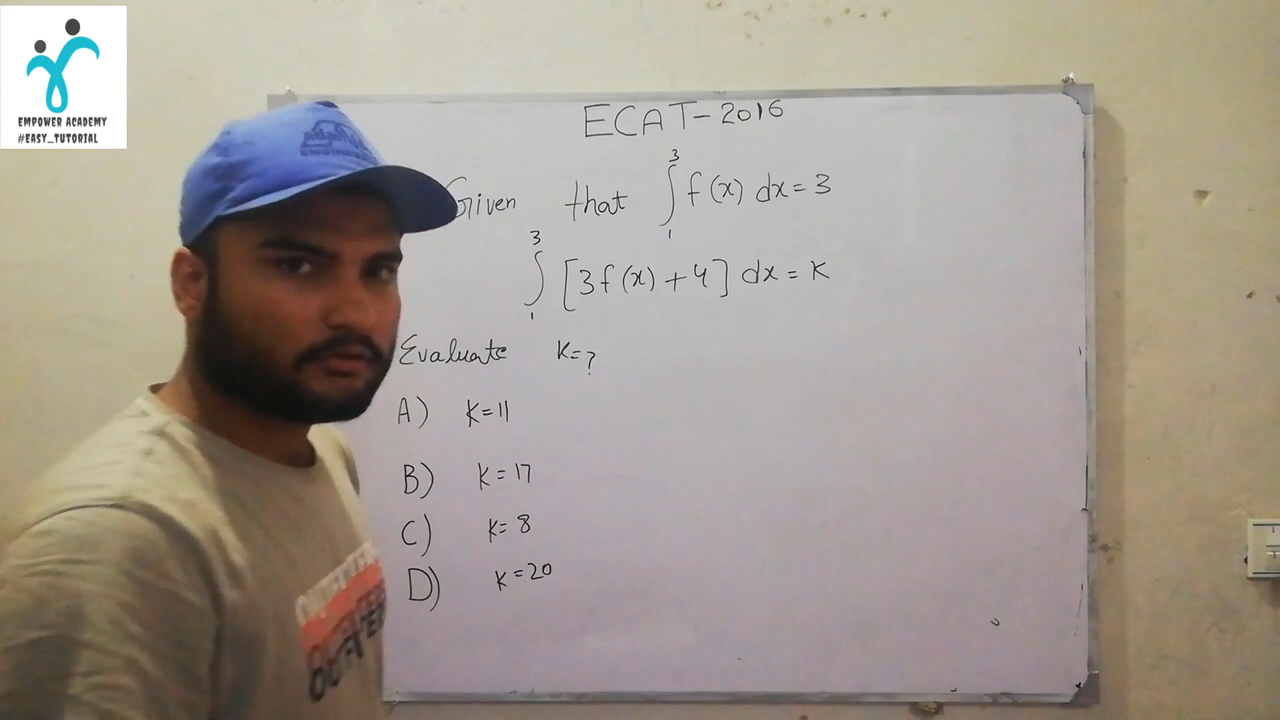 EMPOWER ACADEMY
#EASY_TUTORIAL
ECAT-2016
Given that ∫₁³ f(x) dx = 3
∫₁³ [3f(x)+4] dx = K
Evaluate K=?
A) K=11
B) K=17
C) K=8
D) K=20